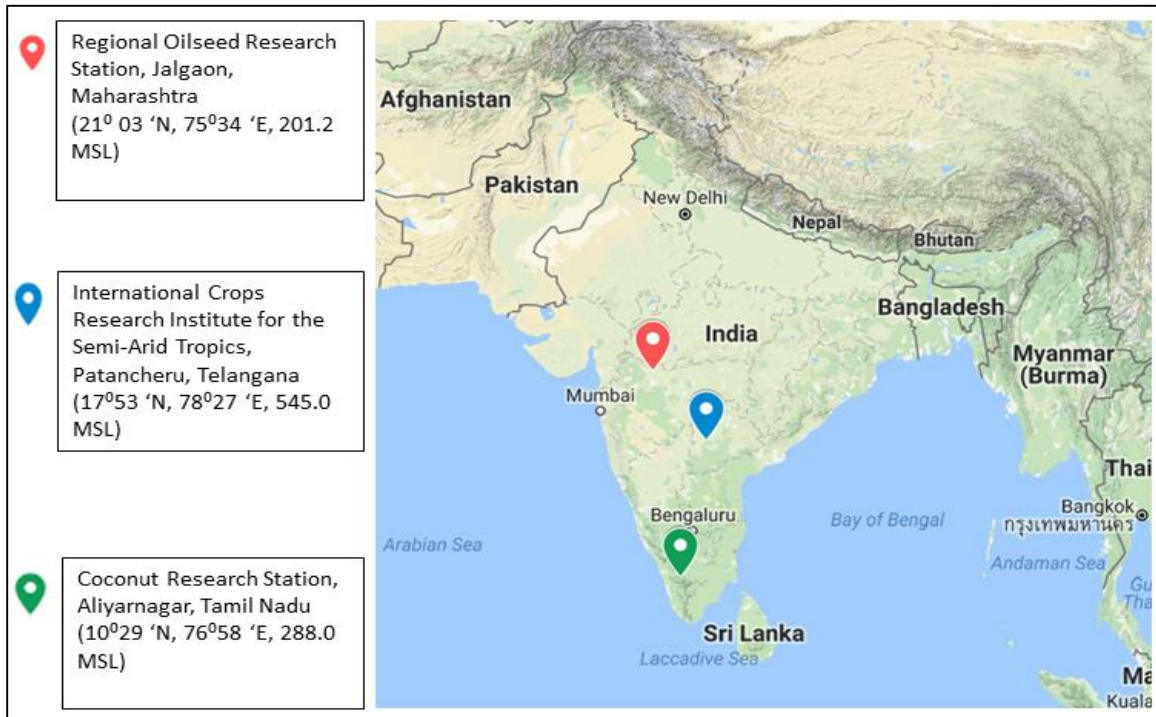 Regional Oilseed Research
Station, Jalgaon,
Maharashtra
(21⁰ 03 ‘N, 75⁰34 ‘E, 201.2
MSL)
International Crops
Research Institute for the
Semi-Arid Tropics,
Patancheru, Telangana
(17⁰53 ‘N, 78⁰27 ‘E, 545.0
MSL)
Coconut Research Station,
Aliyarnagar, Tamil Nadu
(10⁰29 ‘N, 76⁰58 ‘E, 288.0
MSL)
Afghanistan
Pakistan
New Delhi
Nepal
Bhutan
Bangladesh
India
Myanmar
(Burma)
Mumbai
Thai
Bengaluru
Bay of Bengal
Bangkok
กรุงเทพมหานคร
Arabian Sea
Andaman Sea
Gu
Tha
Sri Lanka
Laccadive Sea
Ma
Kuala